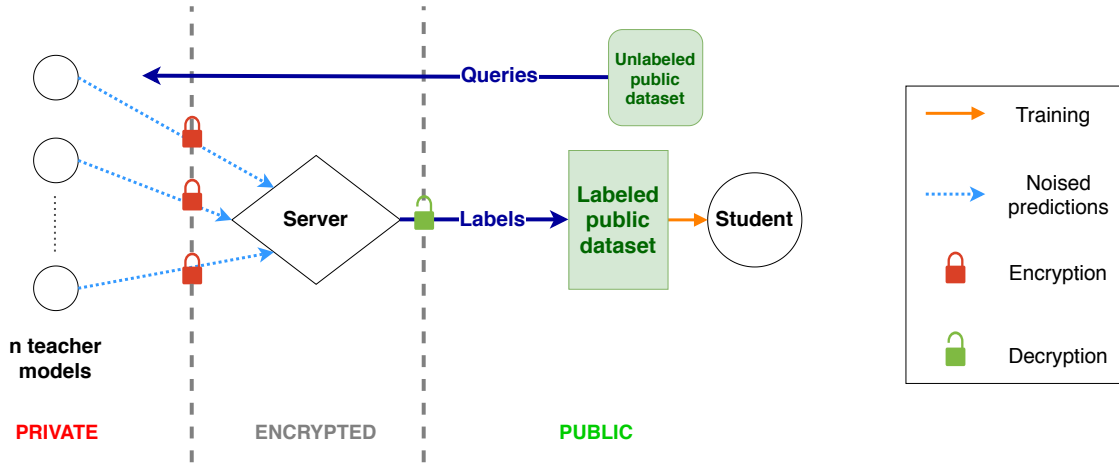 Queries
Unlabeled
public
dataset
Server
Labels
Labeled
public
dataset
Student
n teacher
models
PRIVATE
ENCRYPTED
PUBLIC
Training
Noised
predictions
Encryption
Decryption